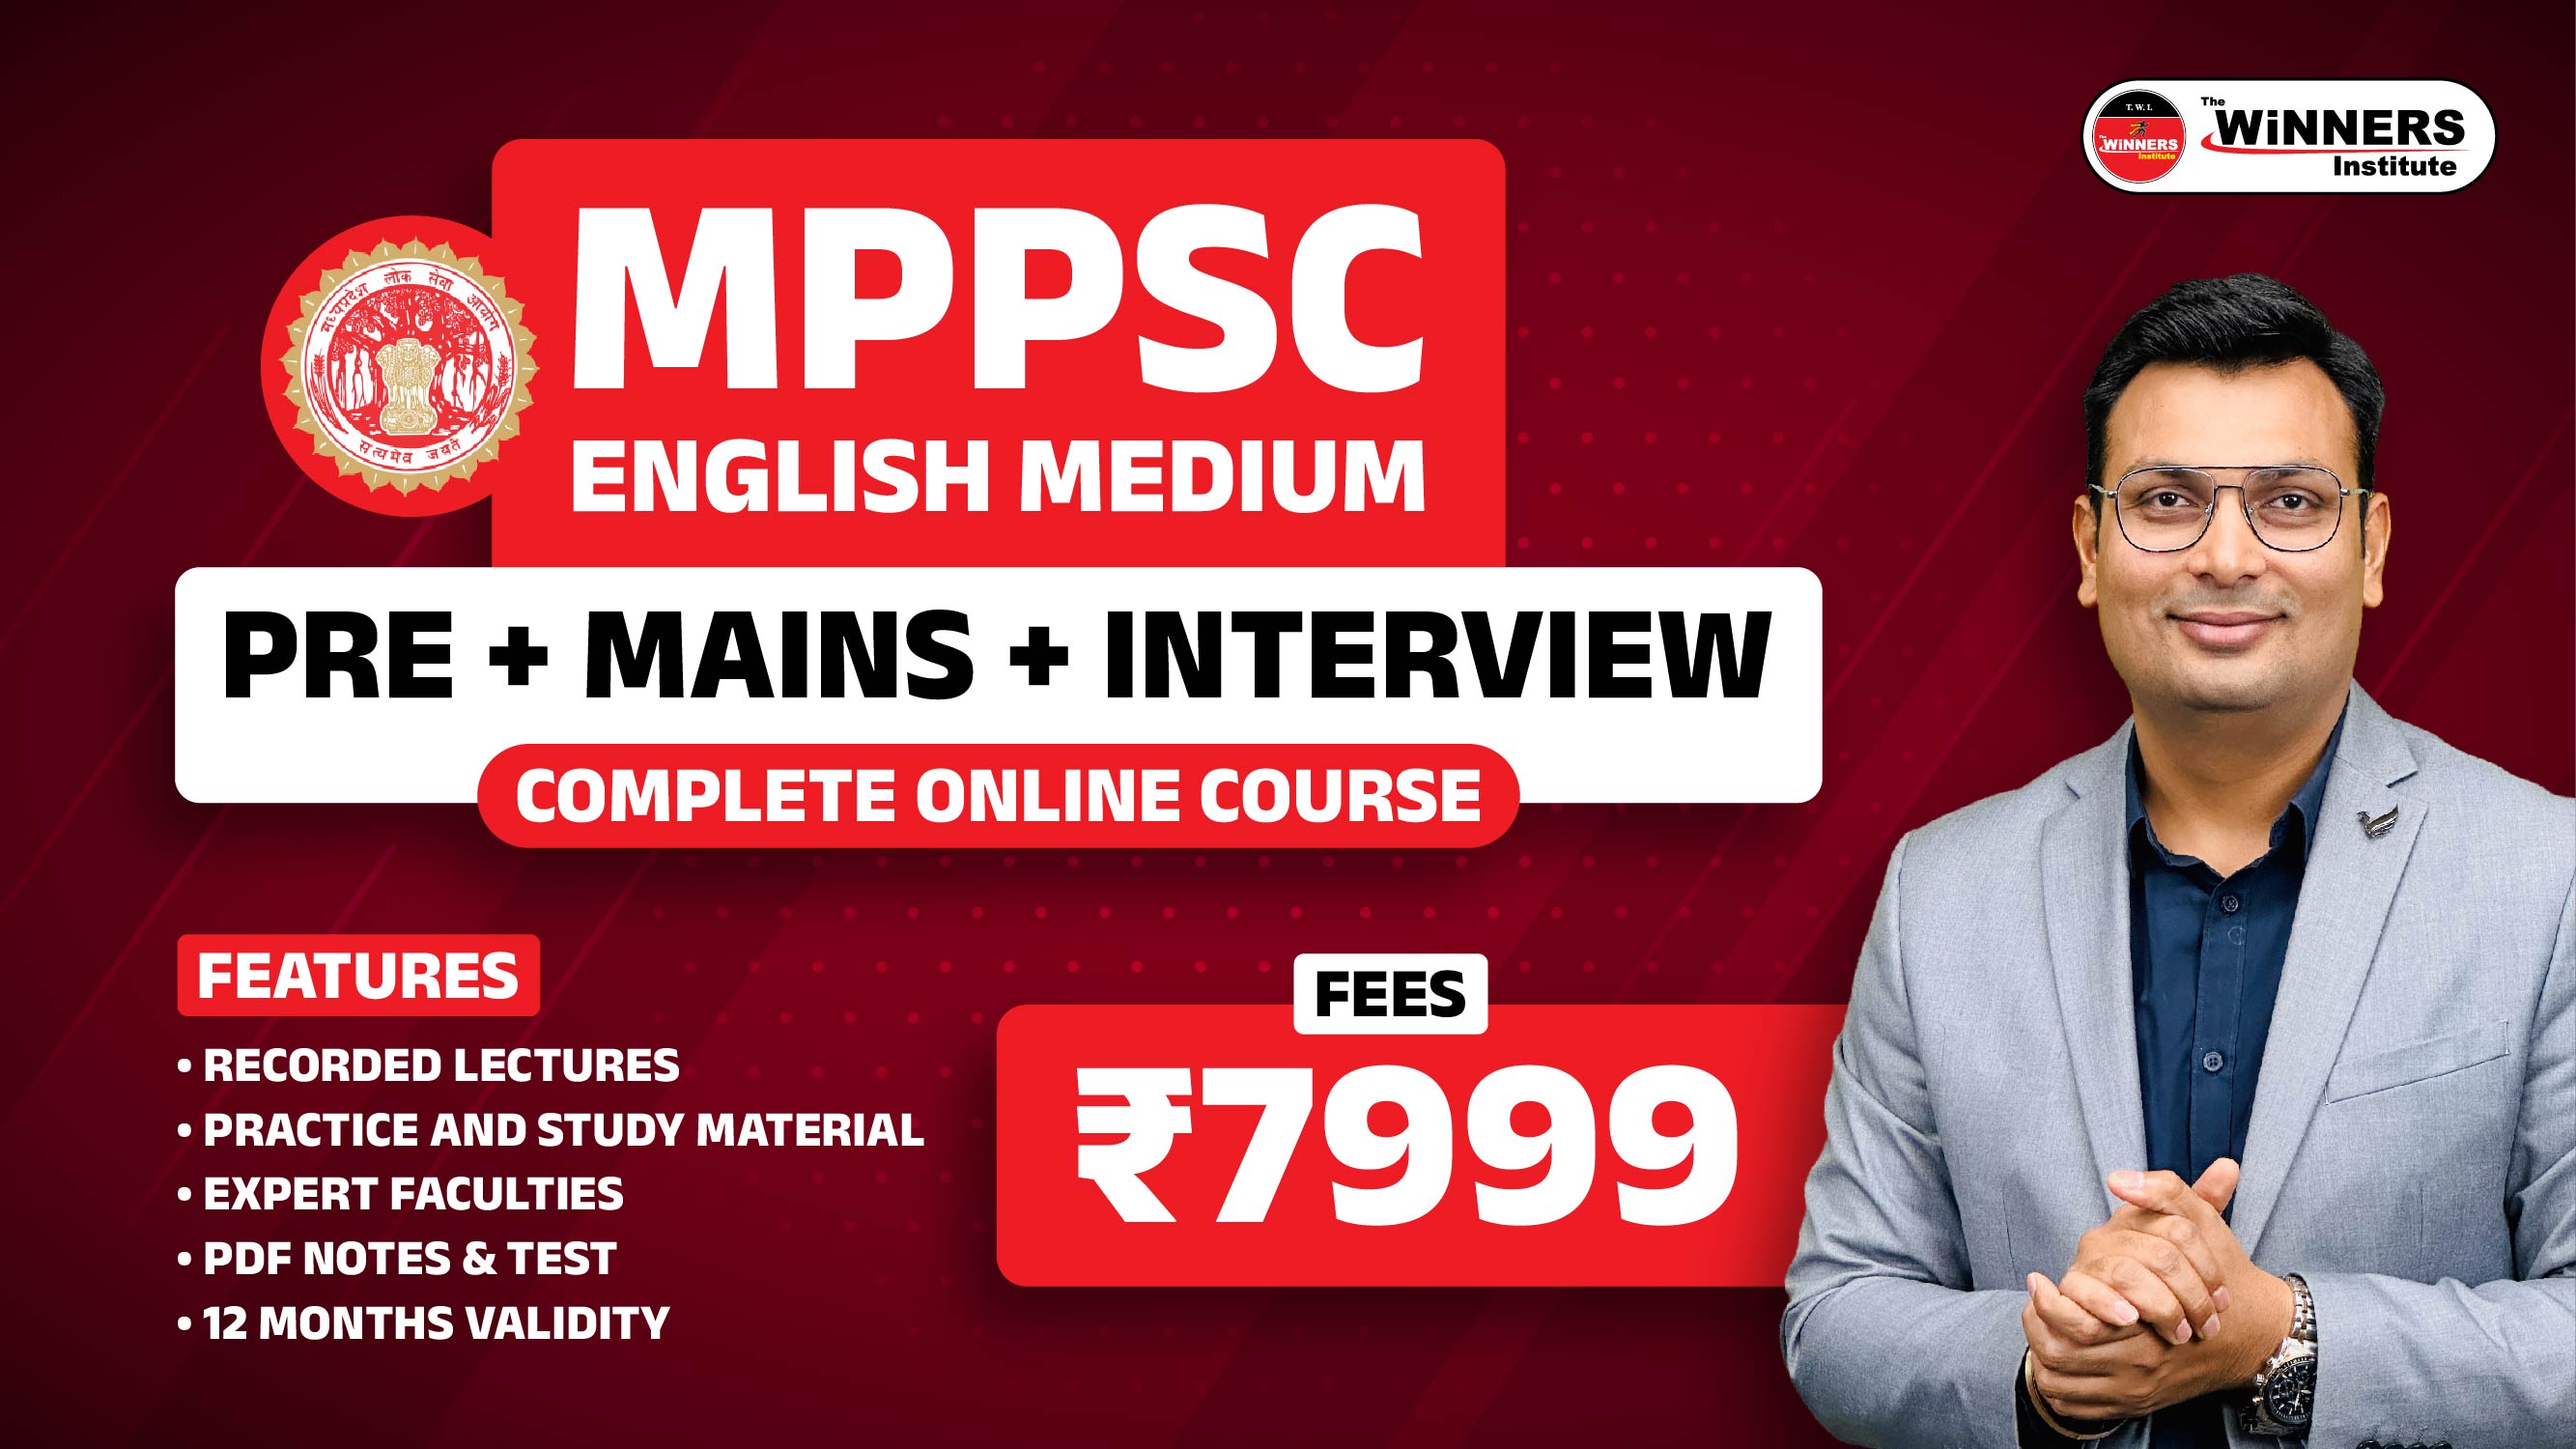 T. W. I.
The
WiNNERS
Institute
The
WiNNERS
Institute
मध्यप्रदेश लोक सेवा आयोग
सत्यमेव जयते
MPPSC
ENGLISH MEDIUM
PRE + MAINS + INTERVIEW
COMPLETE ONLINE COURSE
FEATURES
• RECORDED LECTURES
• PRACTICE AND STUDY MATERIAL
• EXPERT FACULTIES
• PDF NOTES & TEST
• 12 MONTHS VALIDITY
FEES
₹7999